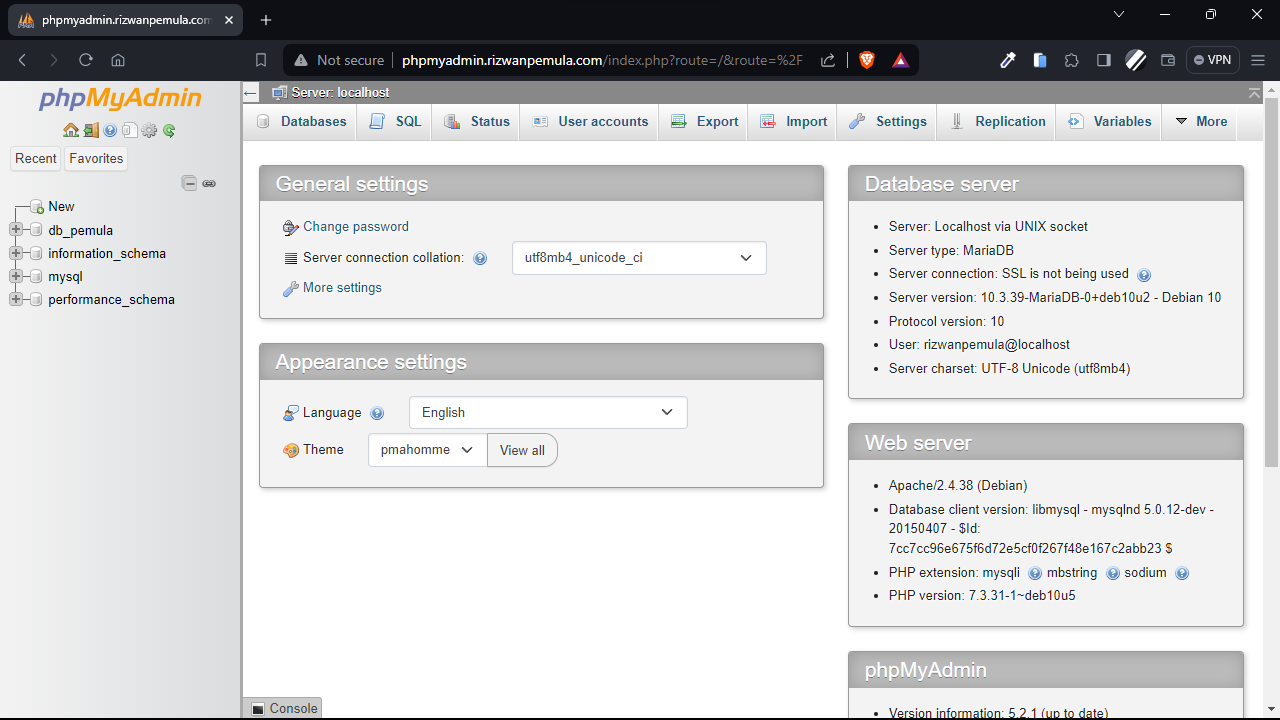 phpmyadmin.rizwanpemula.com
Not secure
phpmyadmin.rizwanpemula.com/index.php?route=/&route=%2F
VPN
phpMyAdmin
Recent
Favorites
New
db_pemula
information_schema
mysql
performance_schema
Server: localhost
Databases
SQL
Status
User accounts
Export
Import
Settings
Replication
Variables
More
General settings
Change password
Server connection collation:
utf8mb4_unicode_ci
More settings
Appearance settings
Language
English
Theme
pmahomme
View all
Database server
Server: Localhost via UNIX socket
Server type: MariaDB
Server connection: SSL is not being used
Server version: 10.3.39-MariaDB-0+deb10u2 - Debian 10
Protocol version: 10
User: rizwanpemula@localhost
Server charset: UTF-8 Unicode (utf8mb4)
Web server
Apache/2.4.38 (Debian)
Database client version: libmysql - mysqlnd 5.0.12-dev -
20150407 - $Id:
7cc7cc96e675f6d72e5cf0f267f48e167c2abb23 $
PHP extension: mysqli mbstring sodium
PHP version: 7.3.31-1~deb10u5
phpMyAdmin
Version information: 5.2.1 (up to date)
Console